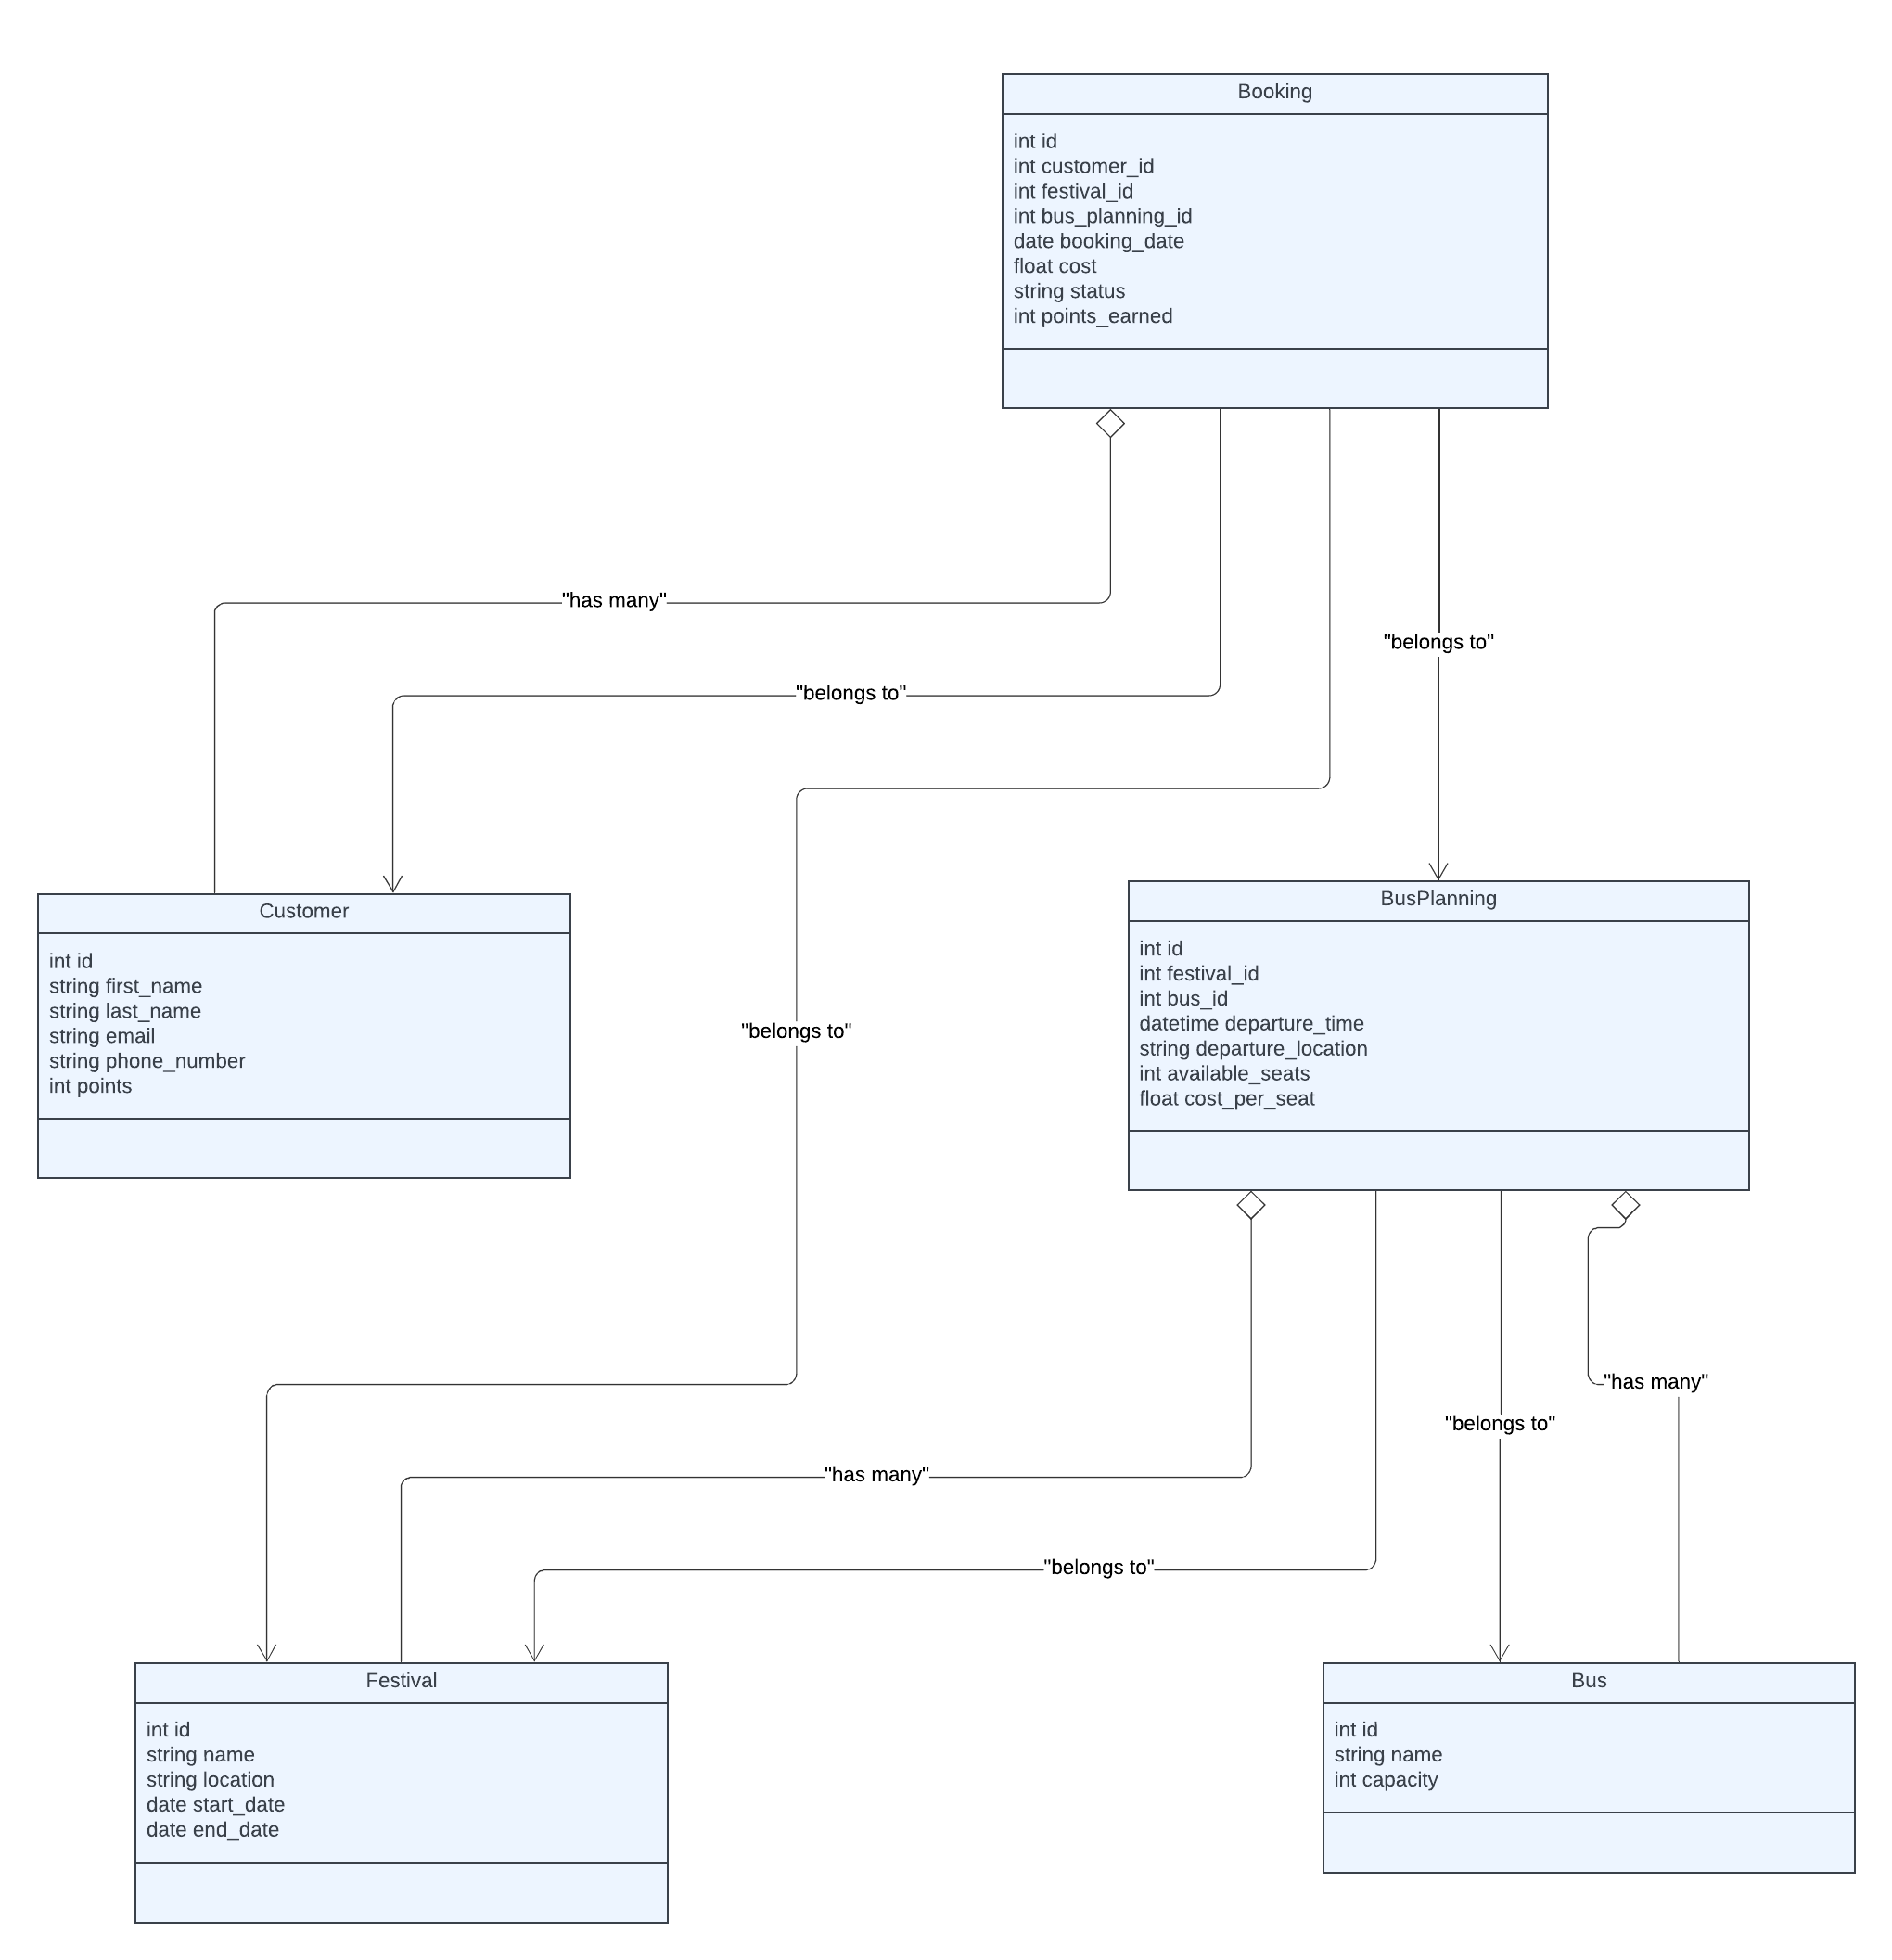 Booking
int id
int customer_id
int festival_id
int bus_planning_id
date booking_date
float cost
string status
int points_earned
"has many"
"belongs to"
"belongs to"
"belongs to"
Customer
int id
string first_name
string last_name
string email
string phone_number
int points
BusPlanning
int id
int festival_id
int bus_id
datetime departure_time
string departure_location
int available_seats
float cost_per_seat
"has many"
"belongs to"
"has many"
"belongs to"
Festival
int id
string name
string location
date start_date
date end_date
Bus
int id
string name
int capacity